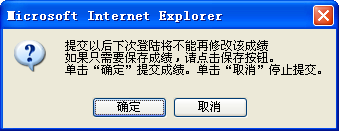 Microsoft Internet Explorer
提交以后下次登陆将不能再修改该成绩
如果只需要保存成绩，请点击保存按钮。
单击“确定”提交成绩。单击“取消”停止提交。
确定
取消